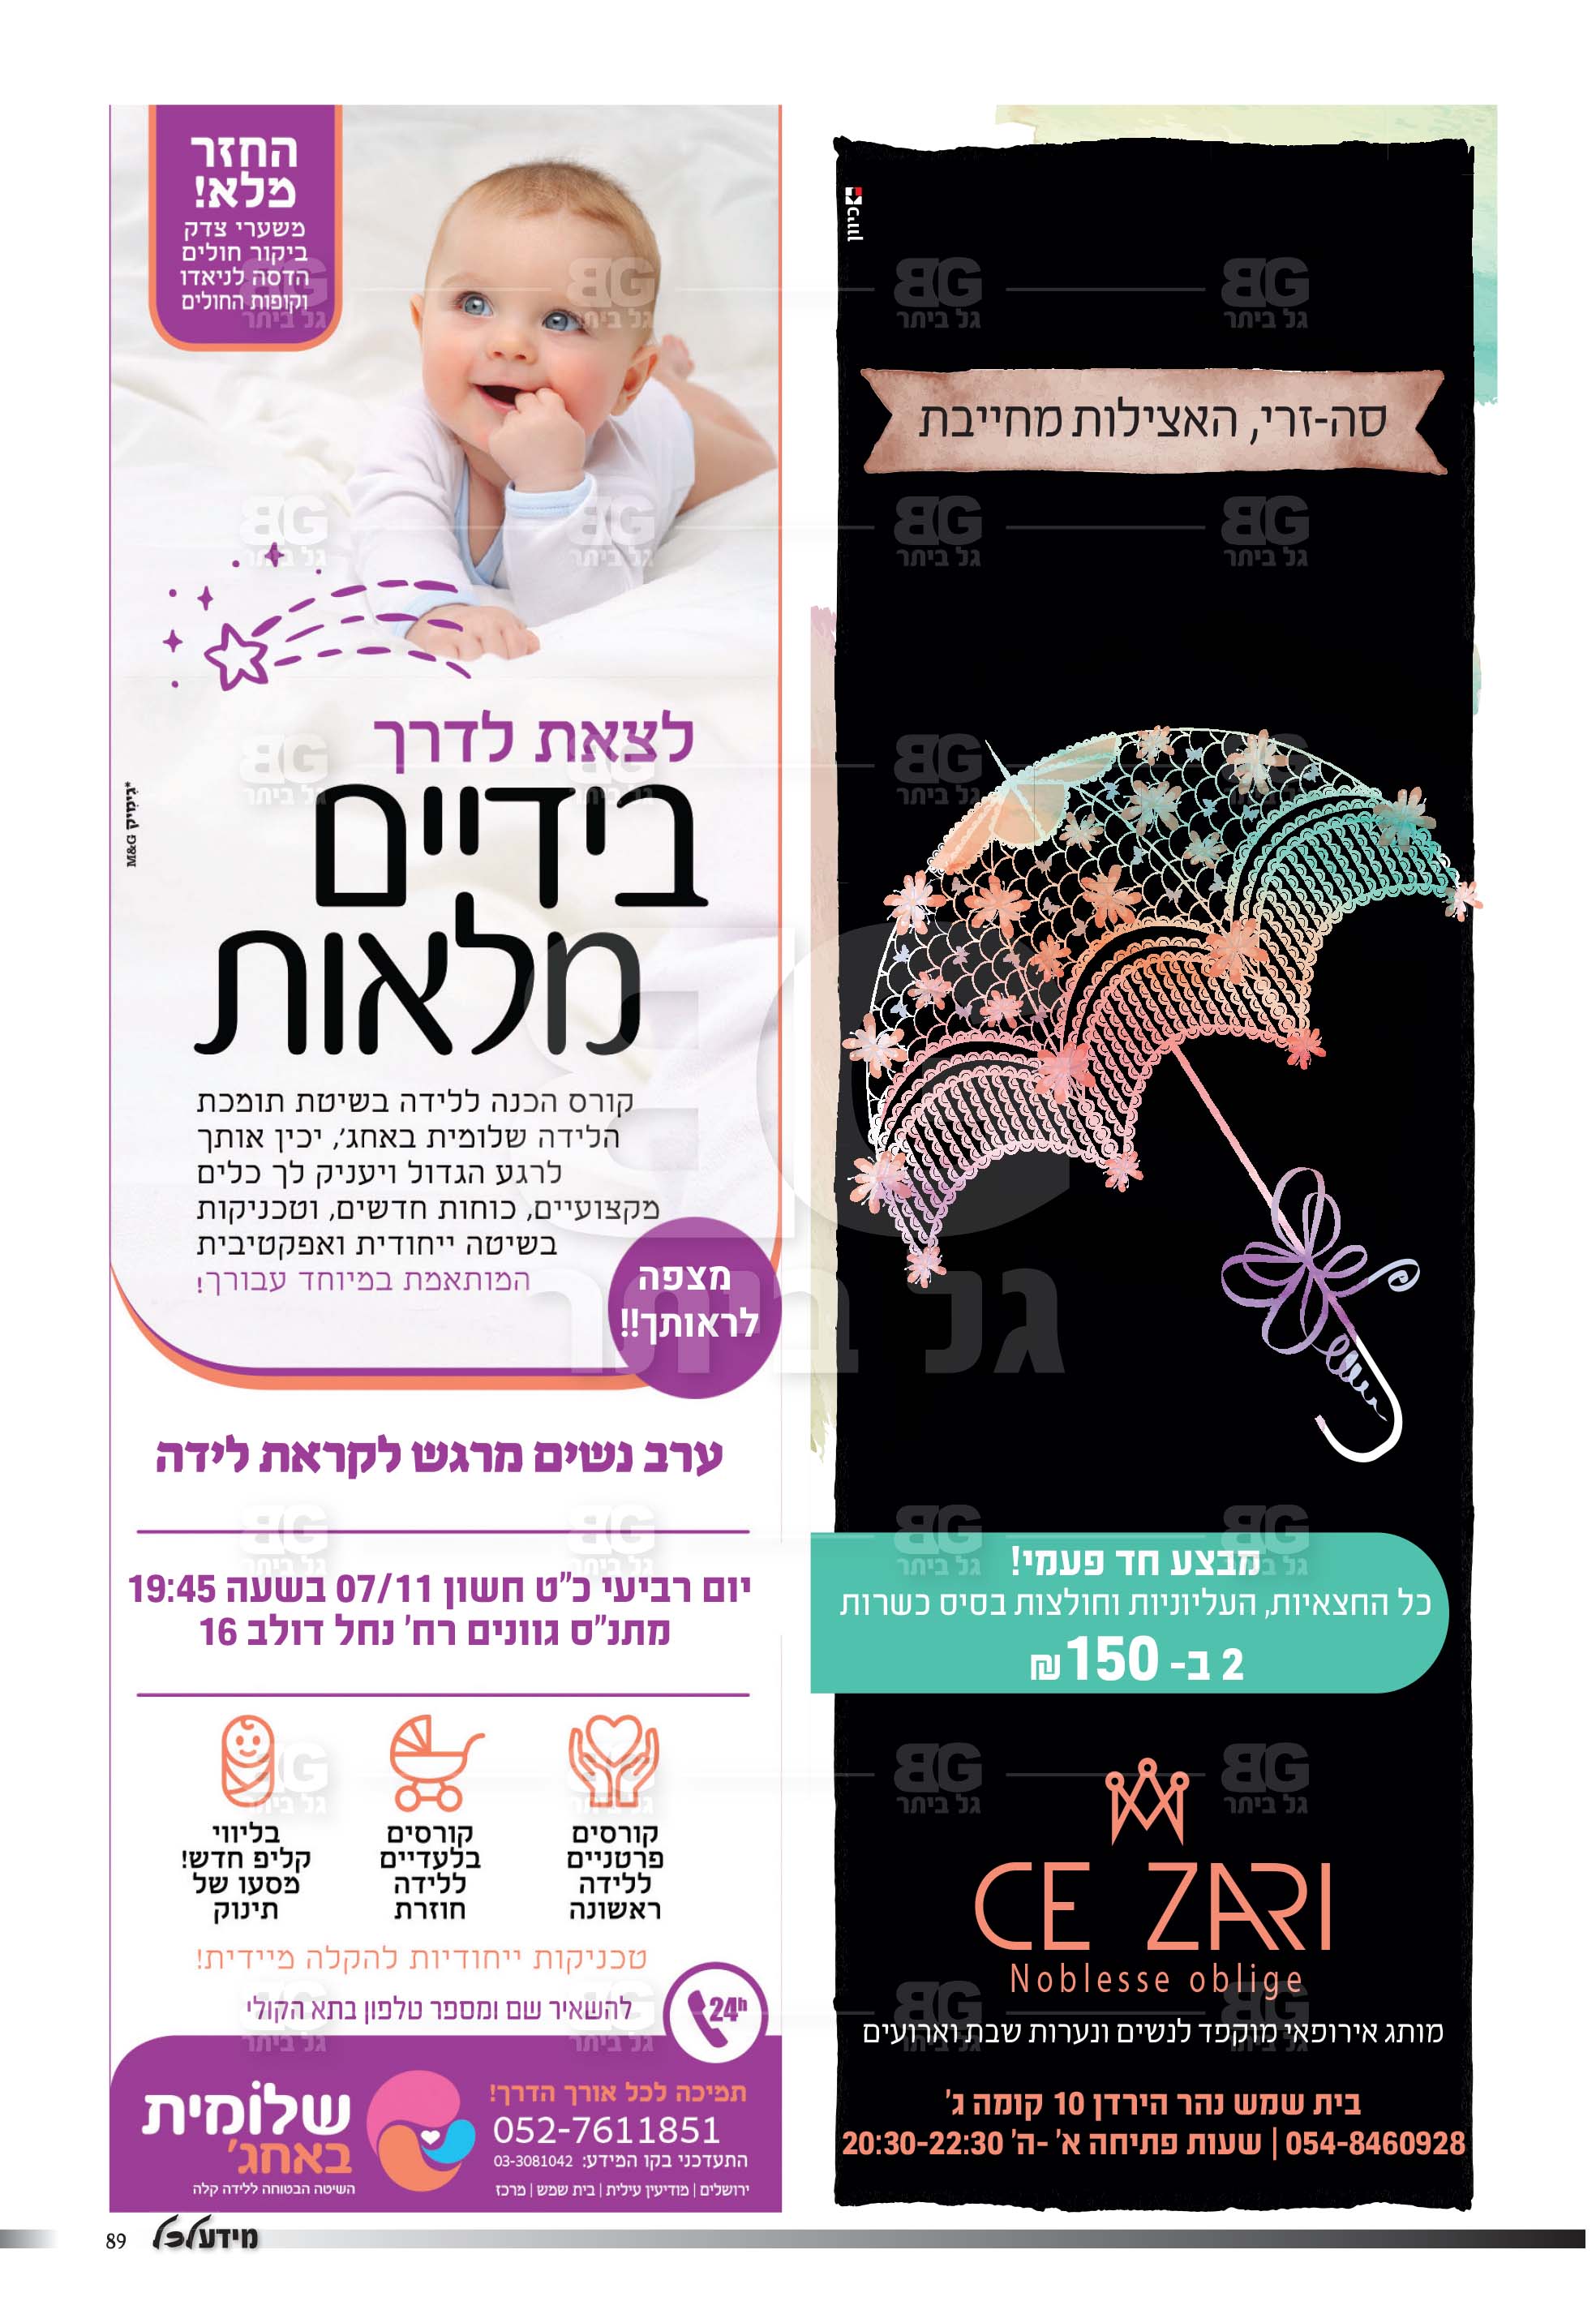 כיוון
סה-זרי, האצילות מחייבת
מבצע חד פעמי!
כל החצאיות, העליוניות וחולצות בסיס כשרות
2 ב- 150₪
CE ZARI
Noblesse oblige
מותג אירופאי מוקפד לנשים ונערות שבת וארועים
בית שמש נהר הירדן 10 קומה ג'
054-8460928 | שעות פתיחה א' -ה' 20:30-22:30
החזר
מלא!
משערי צדק
ביקור חולים
הדסה לניאדו
וקופות החולים
לצאת לדרך
בידיים
מלאות
M&G
קורס הכנה ללידה בשיטת תומכת
הלידה שלומית באחג', יכין אותך
לרגע הגדול ויעניק לך כלים
מקצועיים, כוחות חדשים, וטכניקות
בשיטה ייחודית ואפקטיבית
המותאמת במיוחד עבורך!
מצפה
לראותך!!
ערב נשים מרגש לקראת לידה
יום רביעי כ"ט חשון 07/11 בשעה 19:45
מתנ"ס גוונים רח' נחל דולב 16
קורסים
פרטניים
ללידה
ראשונה
קורסים
בלעדיים
ללידה
חוזרת
בליווי
קליפ חדש!
מסעו של
תינוק
טכניקות ייחודיות להקלה מיידית!
להשאיר שם ומספר טלפון בתא הקולי
24h
תמיכה לכל אורך הדרך!
052-7611851
התעדכני בקו המידע: 03-3081042
ירושלים | מודיעין עילית | בית שמש | מרכז
שלומית
באחג'
השיטה הבטוחה ללידה קלה
BG
גל ביתר
מידע לכל
89